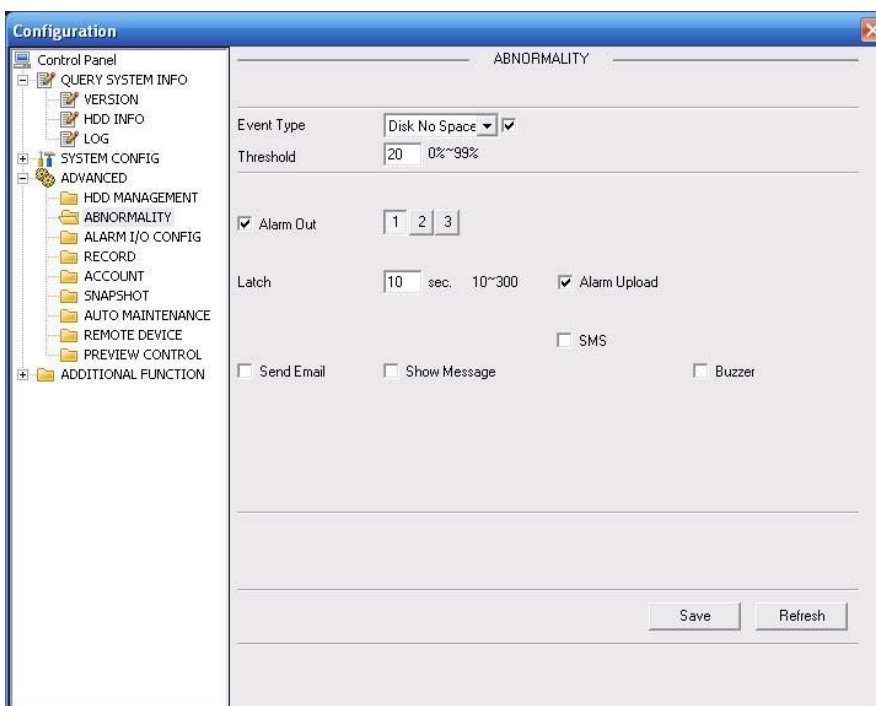 Configuration
Control Panel
QUERY SYSTEM INFO
VERSION
HDD INFO
LOG
SYSTEM CONFIG
ADVANCED
HDD MANAGEMENT
ABNORMALITY
ALARM I/O CONFIG
RECORD
ACCOUNT
SNAPSHOT
AUTO MAINTENANCE
REMOTE DEVICE
PREVIEW CONTROL
ADDITIONAL FUNCTION
ABNORMALITY
Event Type Disk No Space
Threshold 20 0%~99%
Alarm Out 1 2 3
Latch 10 sec. 10~300 Alarm Upload
SMS
Send Email Show Message Buzzer
Save Refresh